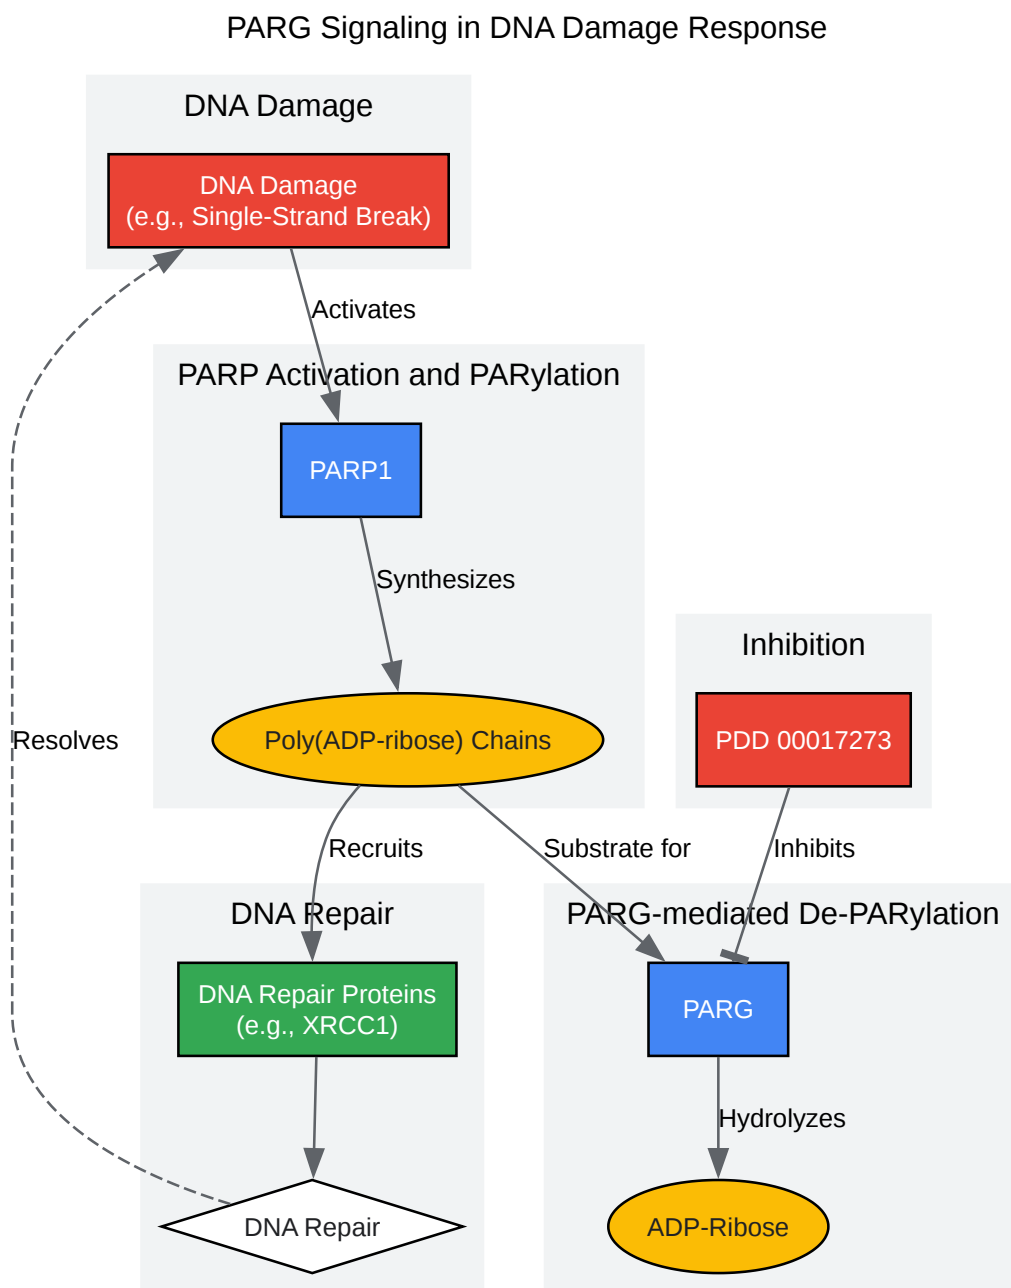 PARG Signaling in DNA Damage Response
DNA Damage
DNA Damage
(e.g., Single-Strand Break)
Activates
PARP Activation and PARylation
PARP1
Synthesizes
Inhibition
PDD 00017273
Resolves
Poly(ADP-ribose) Chains
Recruits
Substrate for
Inhibits
DNA Repair
PARG-mediated De-PARylation
DNA Repair Proteins
(e.g., XRCC1)
PARG
Hydrolyzes
DNA Repair
ADP-Ribose